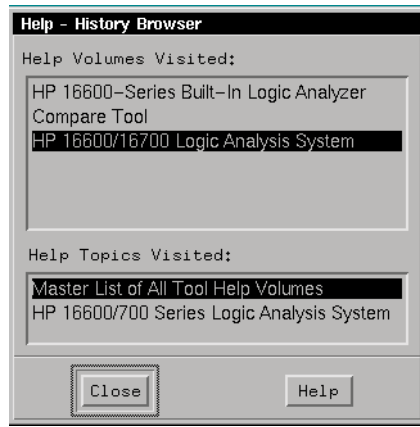 Help - History Browser
Help Volumes Visited:
HP 16600-Series Built-In Logic Analyzer
Compare Tool
HP 16600/16700 Logic Analysis System
Help Topics Visited:
Master List of All Tool Help Volumes
HP 16600/700 Series Logic Analysis System
Close
Help